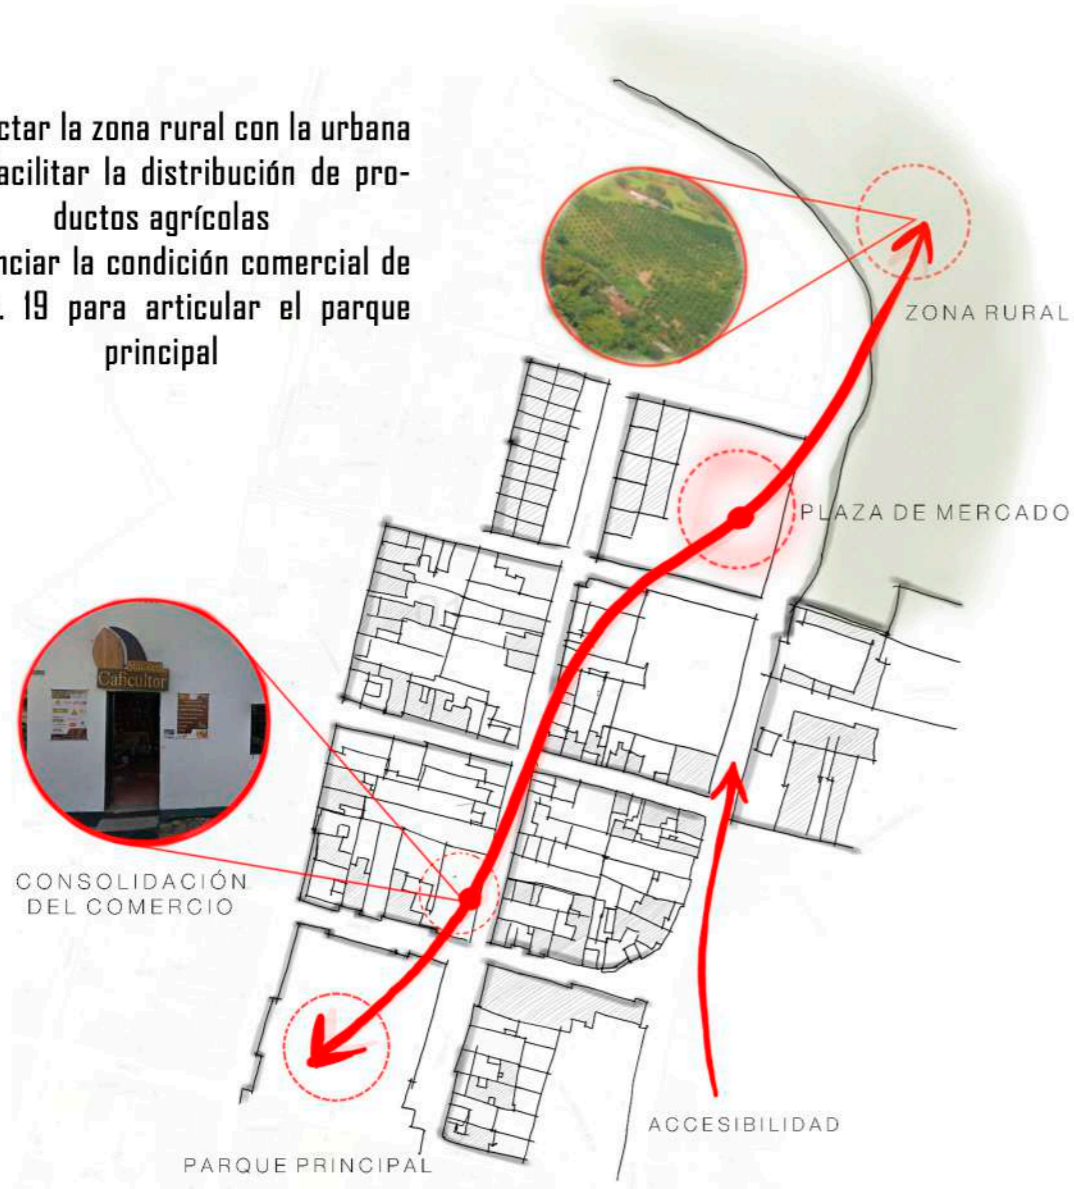 ctar la zona rural con la urbana
acilitar la distribución de pro-
ductos agrícolas
nciar la condición comercial de
. 19 para articular el parque
principal
ZONA RURAL
PLAZA DE MERCADO
Caficultor
CONSOLIDACIÓN
DEL COMERCIO
ACCESIBILIDAD
PARQUE PRINCIPAL